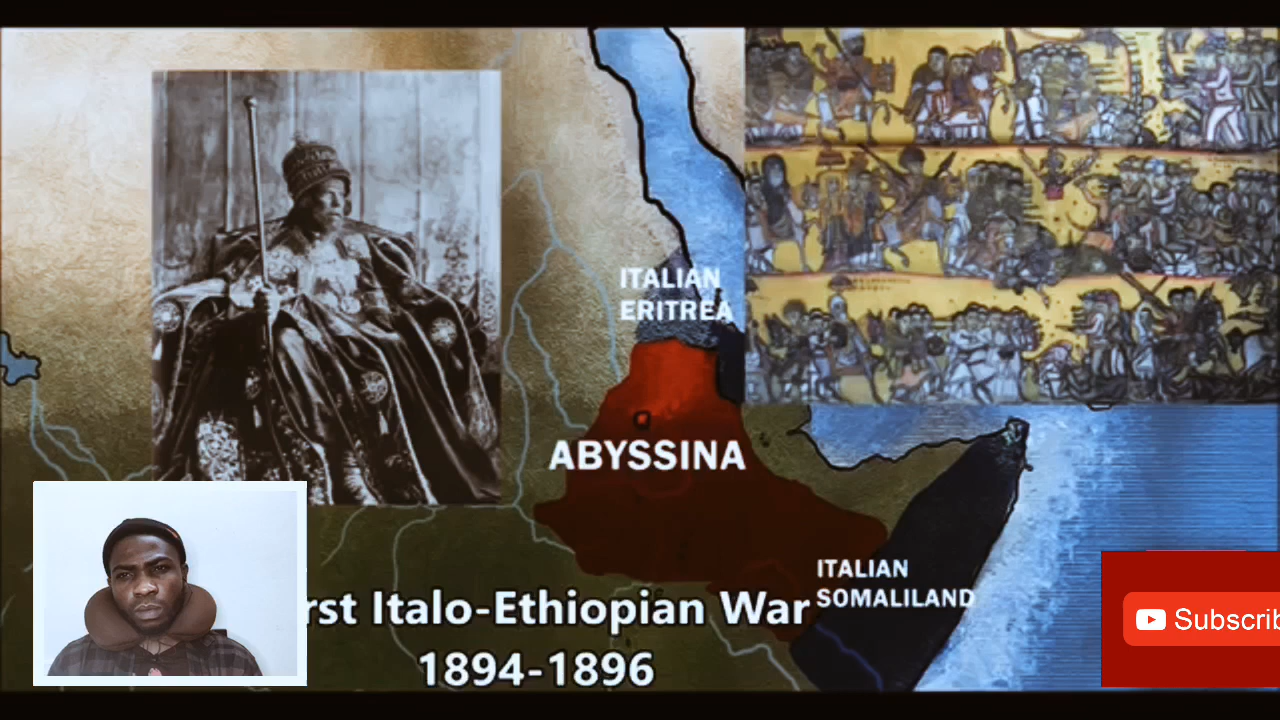 ITALIAN
ERITREA
ABYSSINA
ITALIAN
SOMALILAND
rst Italo-Ethiopian War
1894-1896
Subscrib